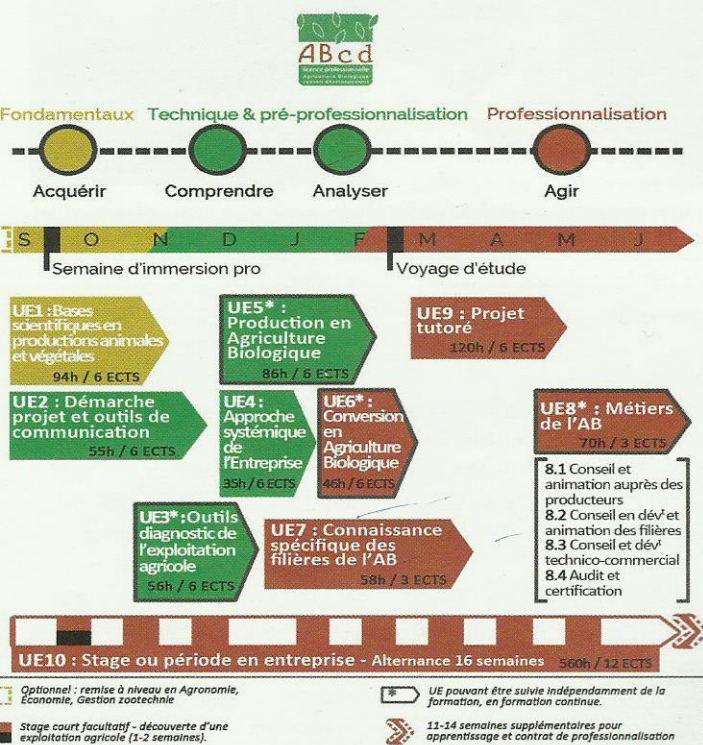 ABcd
licence professionnelle
Agriculture Biologique
conseil développement
Fondamentaux
Technique & pré-professionnalisation
Professionnalisation
Acquérir
Comprendre
Analyser
Agir
S O N D J F M A M J
Semaine d'immersion pro
Voyage d'étude
UE1 : Bases
scientifiques en
productions animales
et végétales
94h / 6 ECTS
UE5* :
Production en
Agriculture
Biologique
86h / 6 ECTS
UE9 : Projet
tutoré
120h / 6 ECTS
UE2 : Démarche
projet et outils de
communication
55h / 6 ECTS
UE4 :
Approche
systémique
de
l'Entreprise
35h / 6 ECTS
UE6* :
Conversion
en
Agriculture
Biologique
46h / 6 ECTS
UE8* : Métiers
de l'AB
70h / 3 ECTS
8.1 Conseil et
animation auprès des
producteurs
8.2 Conseil en dévᵗ et
animation des filières
8.3 Conseil et dévᵗ
technico-commercial
8.4 Audit et
certification
UE3* : Outils
diagnostic de
l'exploitation
agricole
56h / 6 ECTS
UE7 : Connaissance
spécifique des
filières de l'AB
58h / 3 ECTS
UE10 : Stage ou période en entreprise - Alternance 16 semaines 560h / 12 ECTS
Optionnel : remise à niveau en Agronomie,
Économie, Gestion zootechnie
* UE pouvant être suivie indépendamment de la
formation, en formation continue.
Stage court facultatif - découverte d'une
exploitation agricole (1-2 semaines).
11-14 semaines supplémentaires pour
apprentissage et contrat de professionnalisation